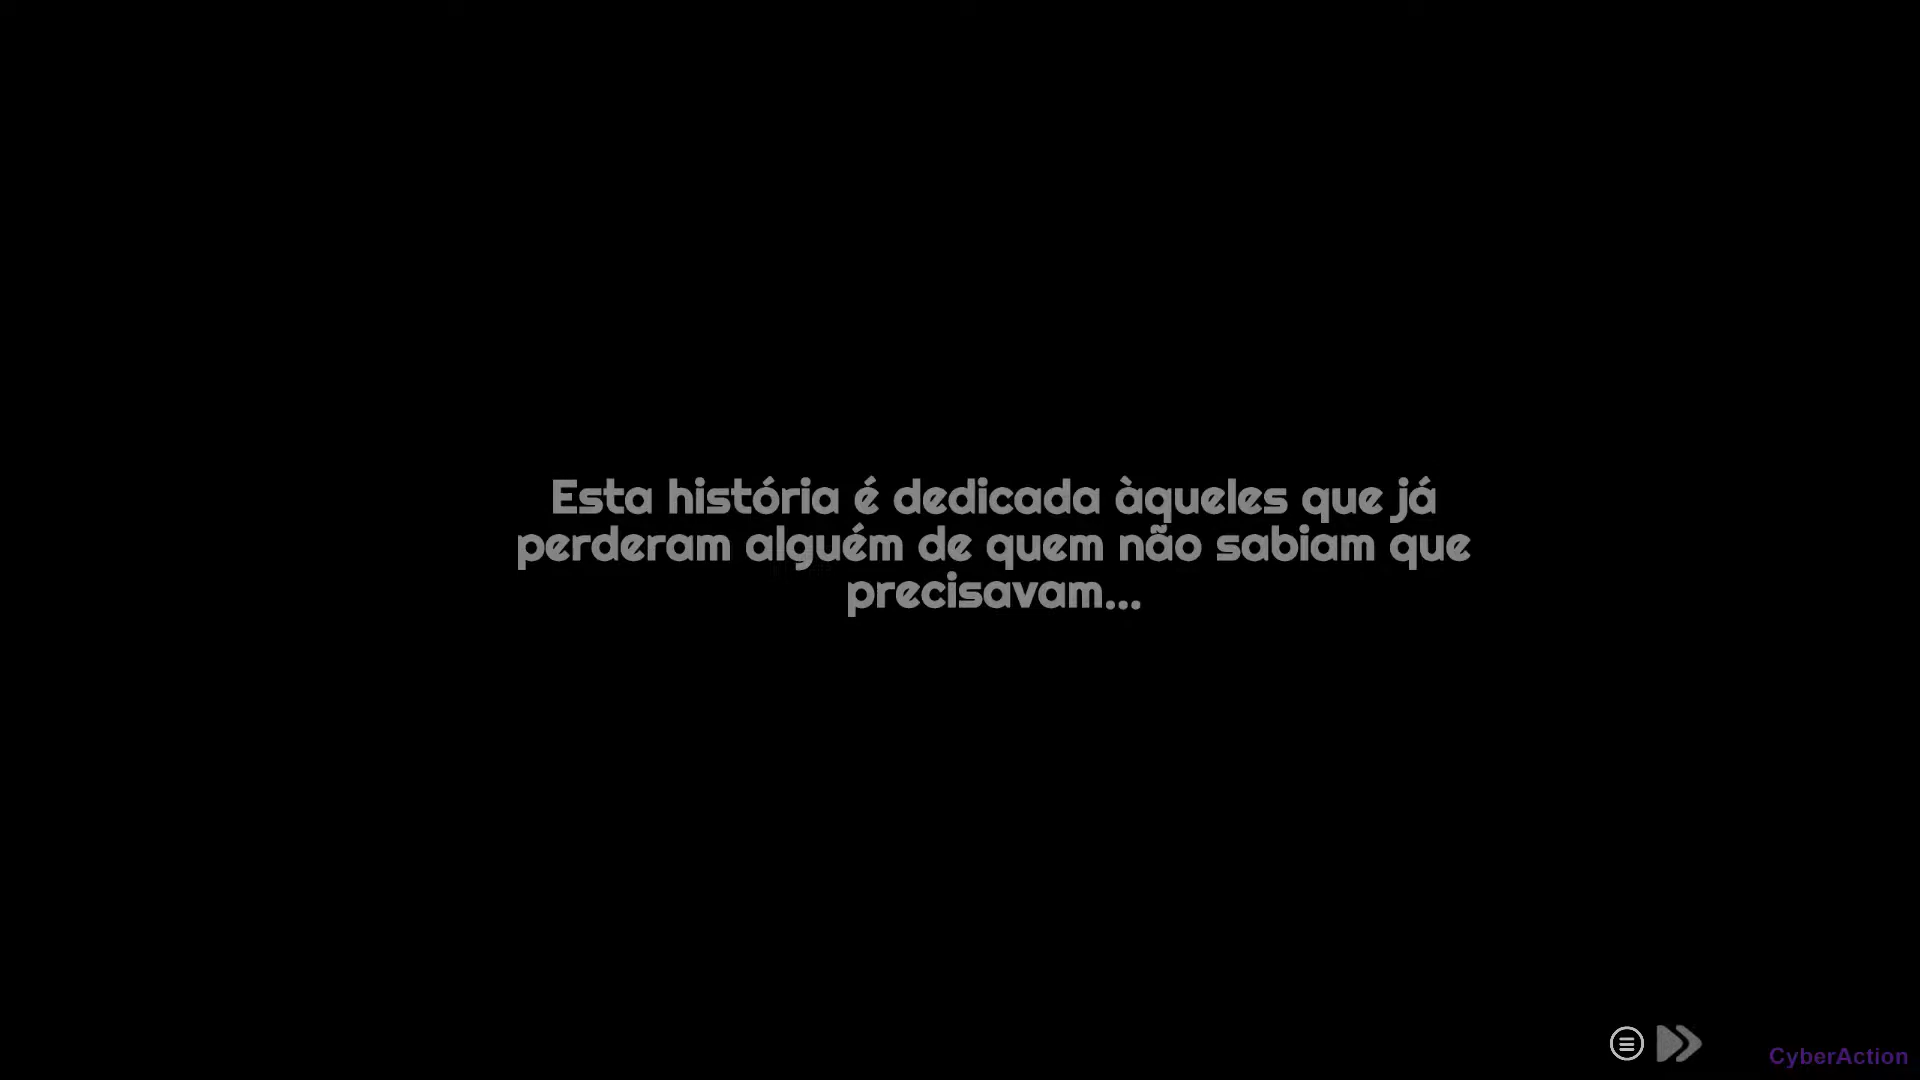 Esta história é dedicada àqueles que já
perderam alguém de quem não sabiam que
precisavam...
CyberAction